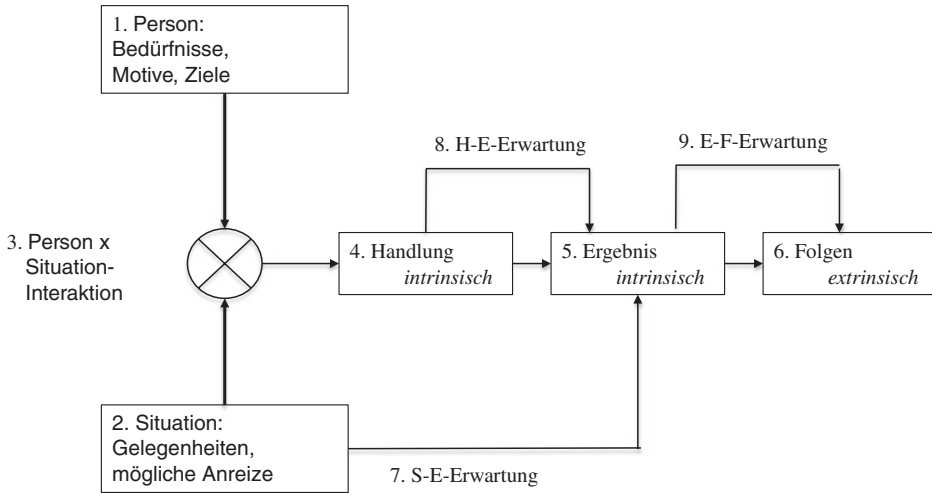 1. Person:
Bedürfnisse,
Motive, Ziele
8. H-E-Erwartung
9. E-F-Erwartung
3. Person x
Situation-
Interaktion
4. Handlung
intrinsisch
5. Ergebnis
intrinsisch
6. Folgen
extrinsisch
2. Situation:
Gelegenheiten,
mögliche Anreize
7. S-E-Erwartung